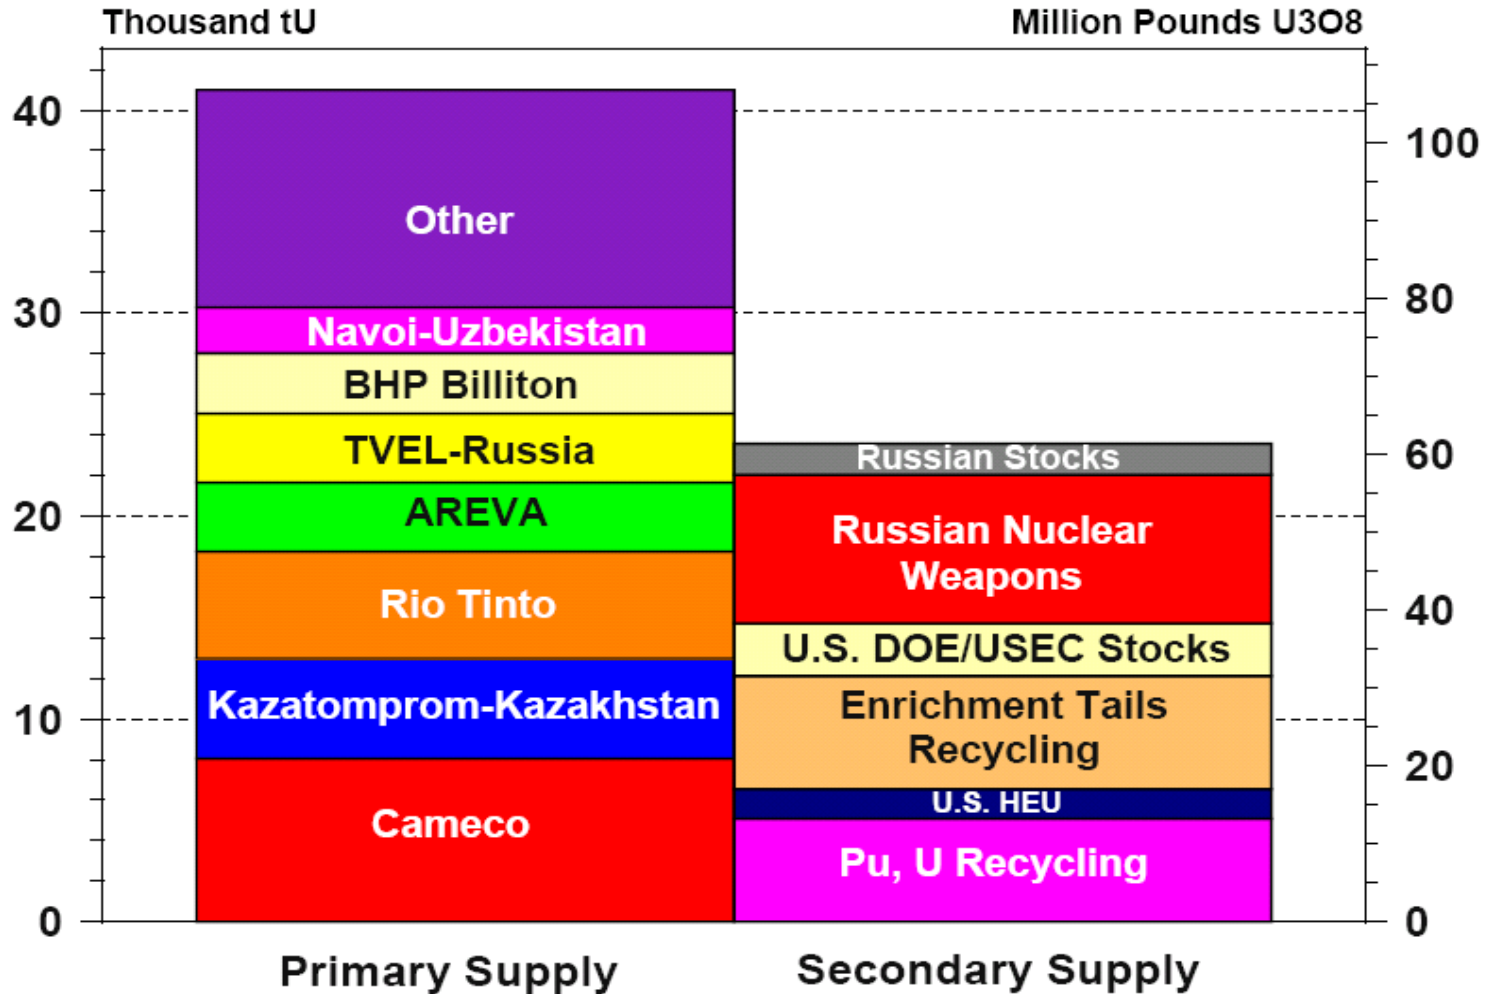 Thousand tU
Million Pounds U3O8
40
30
20
10
0
Other
Navoi-Uzbekistan
BHP Billiton
TVEL-Russia
AREVA
Rio Tinto
Kazatomprom-Kazakhstan
Cameco
Russian Stocks
Russian Nuclear
Weapons
U.S. DOE/USEC Stocks
Enrichment Tails
Recycling
U.S. HEU
Pu, U Recycling
100
80
60
40
20
0
Primary Supply
Secondary Supply